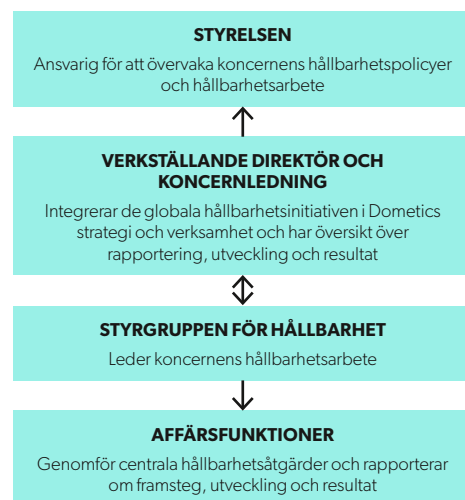 STYRELSEN
Ansvarig för att övervaka koncernens hållbarhetspolicyer
och hållbarhetsarbete
VERKSTÄLLANDE DIREKTÖR OCH
KONCERNLEDNING
Integrerar de globala hållbarhetsinitiativen i Dometics
strategi och verksamhet och har översikt över
rapportering, utveckling och resultat
STYRGRUPPEN FÖR HÅLLBARHET
Leder koncernens hållbarhetsarbete
AFFÄRSFUNKTIONER
Genomför centrala hållbarhetsåtgärder och rapporterar
om framsteg, utveckling och resultat